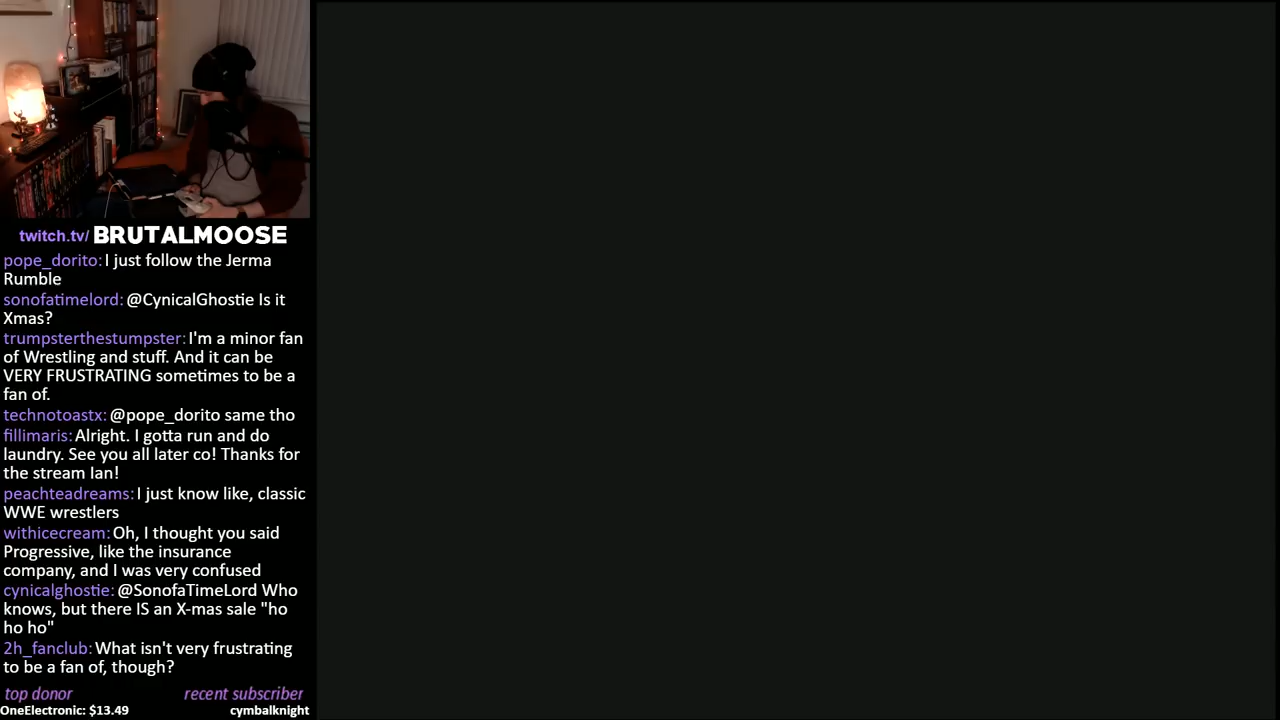 twitch.tv/ BRUTALMOOSE
pope_dorito: I just follow the Jerma
Rumble
sonofatimelord: @CynicalGhostie Is it
Xmas?
trumpsterthestumpster: I'm a minor fan
of Wrestling and stuff. And it can be
VERY FRUSTRATING sometimes to be a
fan of.
technotoastx: @pope_dorito same tho
fillimaris: Alright. I gotta run and do
laundry. See you all later co! Thanks for
the stream Ian!
peachteadreams: I just know like, classic
WWE wrestlers
withicecream: Oh, I thought you said
Progressive, like the insurance
company, and I was very confused
cynicalghostie: @SonofaTimeLord Who
knows, but there IS an X-mas sale "ho
ho ho"
2h_fanclub: What isn't very frustrating
to be a fan of, though?
top donor recent subscriber
OneElectronic: $13.49 cymbalknight